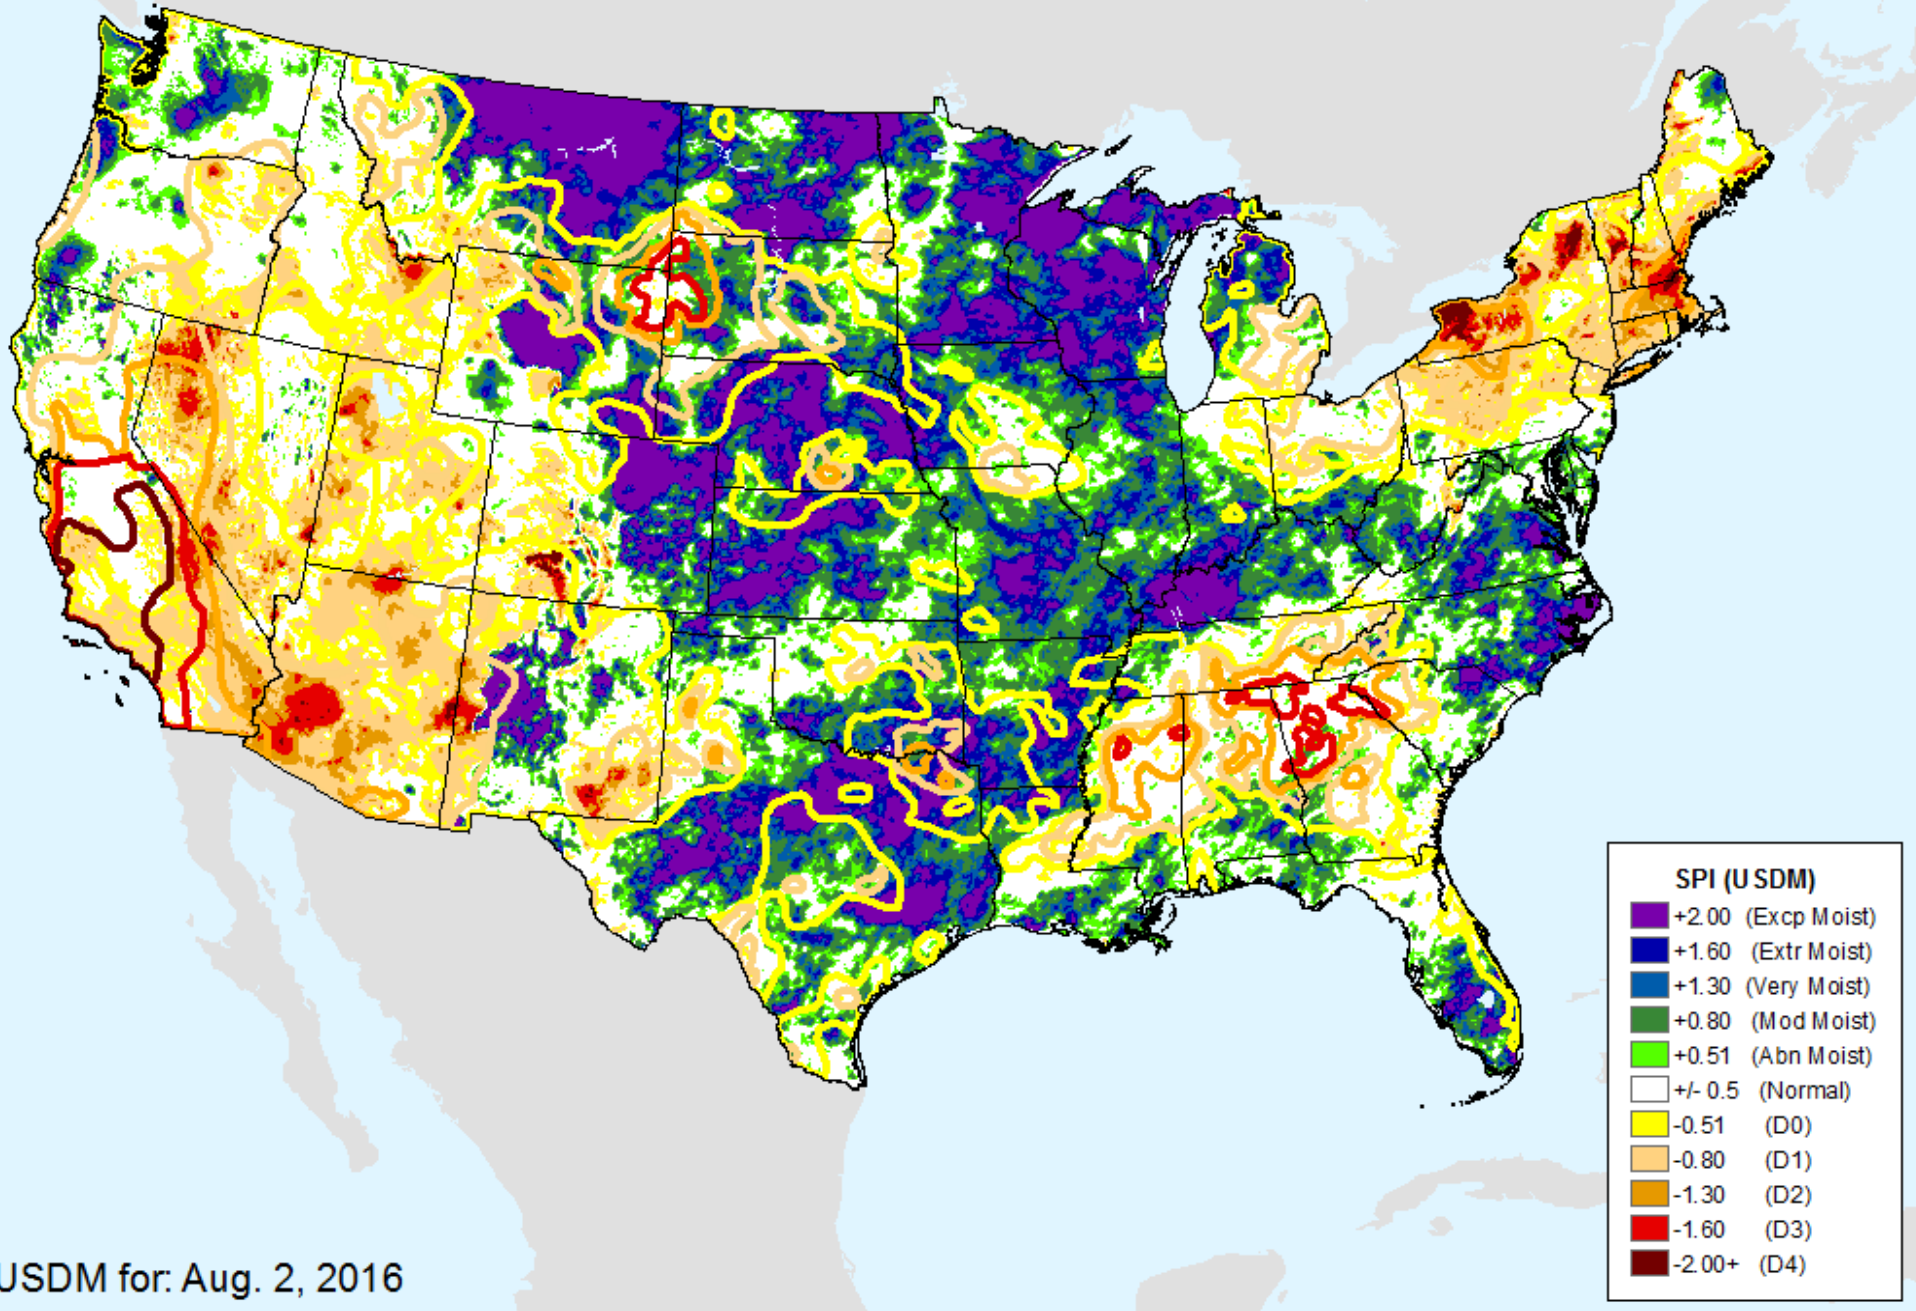 SPI (USDM)
+2.00 (Excp Moist)
+1.60 (Extr Moist)
+1.30 (Very Moist)
+0.80 (Mod Moist)
+0.51 (Abn Moist)
+/- 0.5 (Normal)
-0.51 (D0)
-0.80 (D1)
-1.30 (D2)
-1.60 (D3)
-2.00+ (D4)
USDM for: Aug. 2, 2016